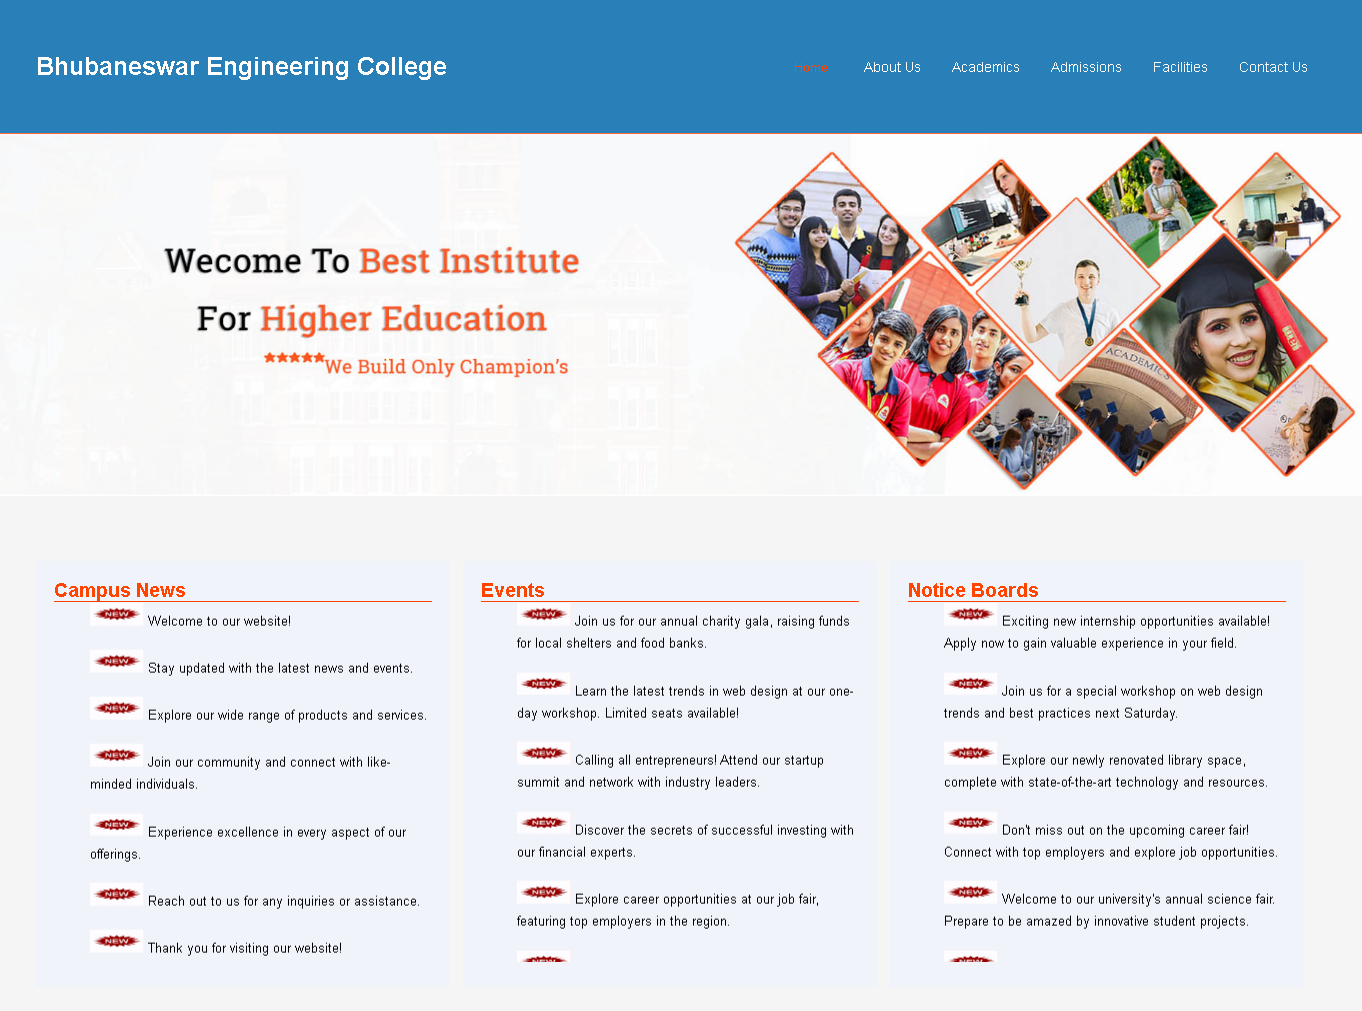 Bhubaneswar Engineering College
Home About Us Academics Admissions Facilities Contact Us
Wecome To Best Institute
For Higher Education
We Build Only Champion's
ACADEMICS
Campus News
NEW Welcome to our website!
NEW Stay updated with the latest news and events.
NEW Explore our wide range of products and services.
NEW Join our community and connect with like-
minded individuals.
NEW Experience excellence in every aspect of our
offerings.
NEW Reach out to us for any inquiries or assistance.
NEW Thank you for visiting our website!
Events
NEW Join us for our annual charity gala, raising funds
for local shelters and food banks.
NEW Learn the latest trends in web design at our one-
day workshop. Limited seats available!
NEW Calling all entrepreneurs! Attend our startup
summit and network with industry leaders.
NEW Discover the secrets of successful investing with
our financial experts.
NEW Explore career opportunities at our job fair,
featuring top employers in the region.
NEW
Notice Boards
NEW Exciting new internship opportunities available!
Apply now to gain valuable experience in your field.
NEW Join us for a special workshop on web design
trends and best practices next Saturday.
NEW Explore our newly renovated library space,
complete with state-of-the-art technology and resources.
NEW Don't miss out on the upcoming career fair!
Connect with top employers and explore job opportunities.
NEW Welcome to our university's annual science fair.
Prepare to be amazed by innovative student projects.
NEW